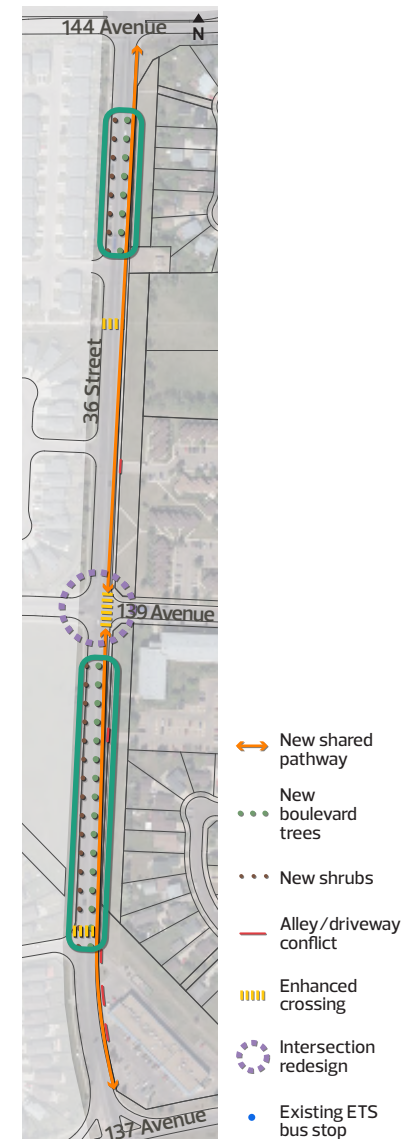 144 Avenue
N
36 Street
139 Avenue
New shared
pathway
New
boulevard
trees
New shrubs
Alley/driveway
conflict
Enhanced
crossing
Intersection
redesign
Existing ETS
bus stop
137 Avenue